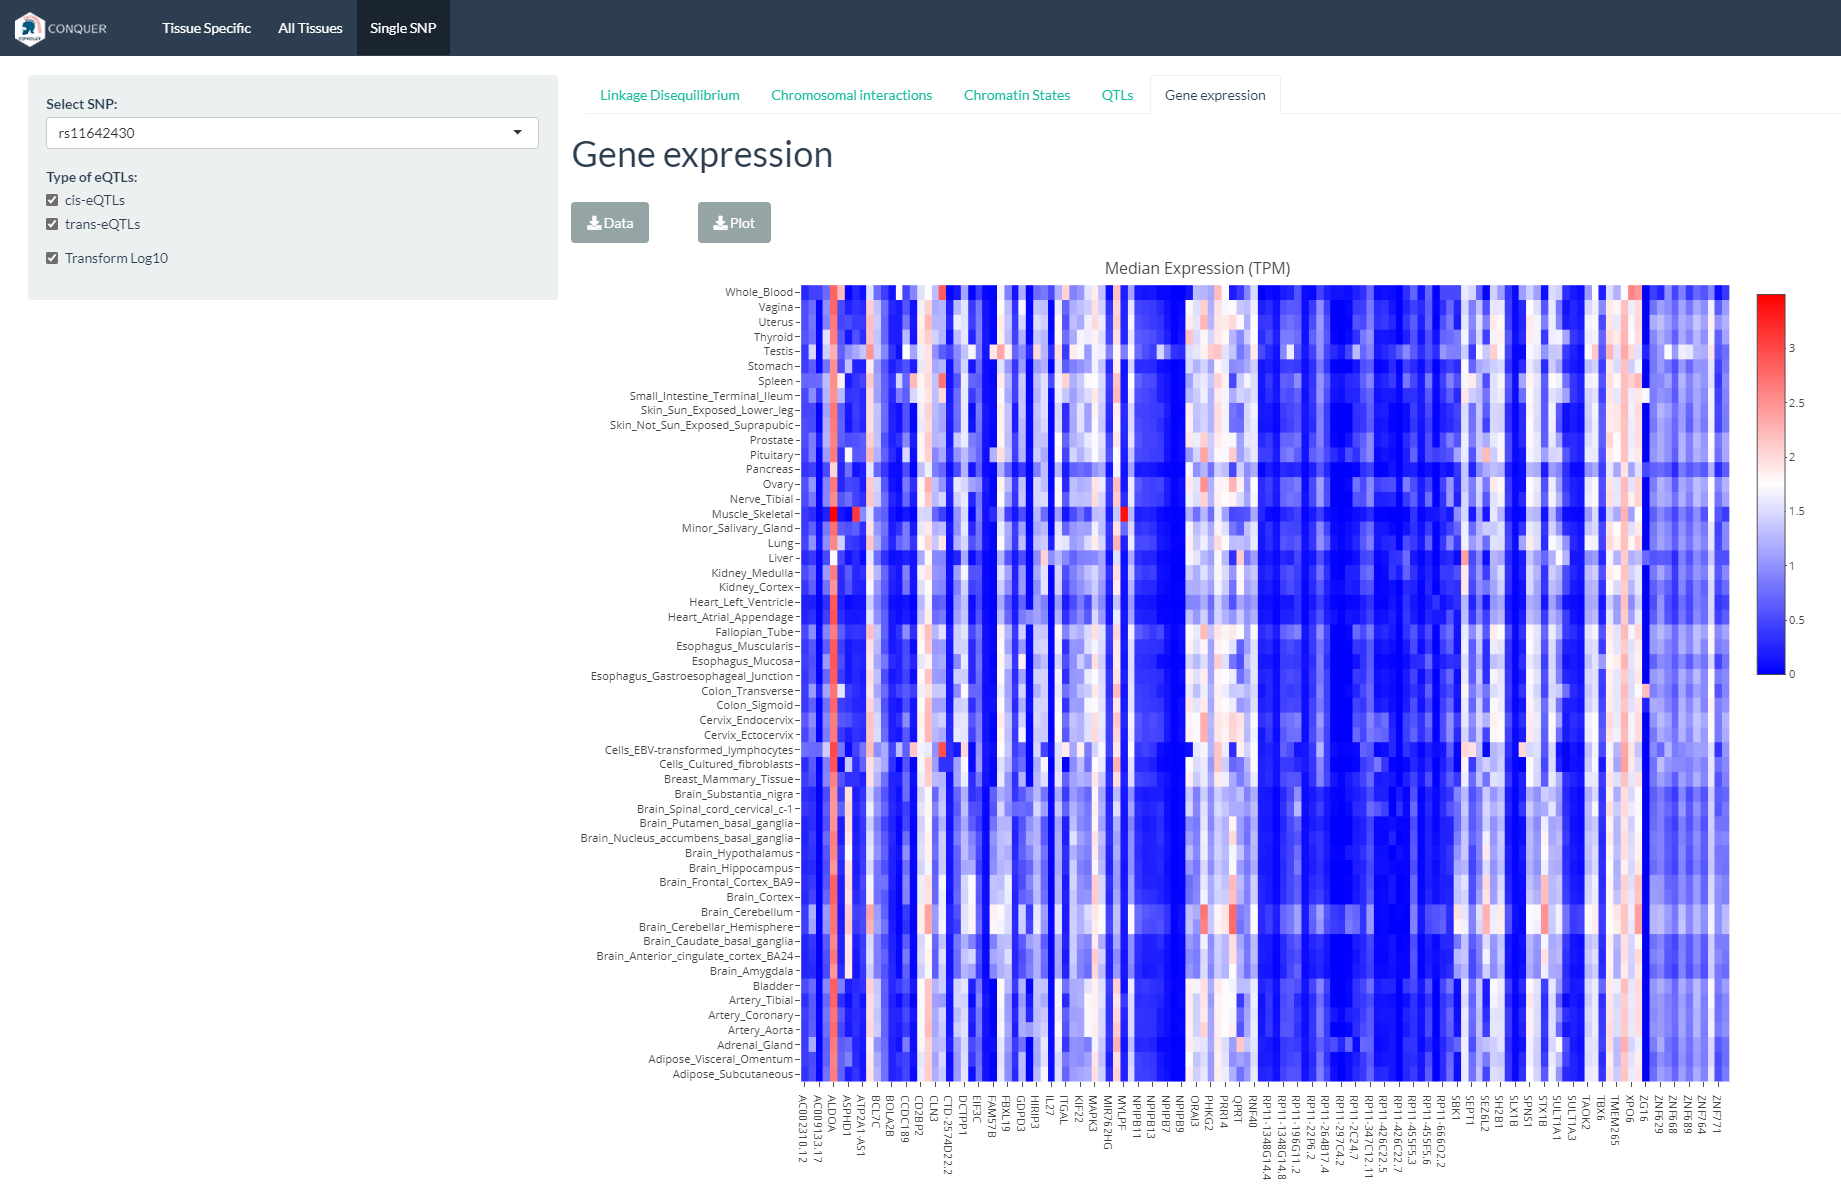 CONQUER
Tissue Specific
All Tissues
Single SNP
Select SNP:
rs11642430
Type of eQTLs:
cis-eQTLs
trans-eQTLs
Transform Log10
Linkage Disequilibrium
Chromosomal interactions
Chromatin States
QTLs
Gene expression
Gene expression
Data
Plot
Median Expression (TPM)
Whole_Blood
Vagina
Uterus
Thyroid
Testis
Stomach
Spleen
Small_Intestine_Terminal_Ileum
Skin_Sun_Exposed_Lower_leg
Skin_Not_Sun_Exposed_Suprapubic
Prostate
Pituitary
Pancreas
Ovary
Nerve_Tibial
Muscle_Skeletal
Minor_Salivary_Gland
Lung
Liver
Kidney_Medulla
Kidney_Cortex
Heart_Left_Ventricle
Heart_Atrial_Appendage
Fallopian_Tube
Esophagus_Muscularis
Esophagus_Mucosa
Esophagus_Gastroesophageal_Junction
Colon_Transverse
Colon_Sigmoid
Cervix_Endocervix
Cervix_Ectocervix
Cells_EBV-transformed_lymphocytes
Cells_Cultured_fibroblasts
Breast_Mammary_Tissue
Brain_Substantia_nigra
Brain_Spinal_cord_cervical_c-1
Brain_Putamen_basal_ganglia
Brain_Nucleus_accumbens_basal_ganglia
Brain_Hypothalamus
Brain_Hippocampus
Brain_Frontal_Cortex_BA9
Brain_Cortex
Brain_Cerebellum
Brain_Cerebellar_Hemisphere
Brain_Caudate_basal_ganglia
Brain_Anterior_cingulate_cortex_BA24
Brain_Amygdala
Bladder
Artery_Tibial
Artery_Coronary
Artery_Aorta
Adrenal_Gland
Adipose_Visceral_Omentum
Adipose_Subcutaneous
AC002310.12
AC009133.17
ALDOA
ASPHD1
ATP2A1-AS1
BCL7C
BOLA2B
CCDC189
CD2BP2
CLN3
CTD-2574D22.2
DCTPP1
EIF3C
FAM57B
FBXL19
GDPD3
HIRIP3
IL27
ITGAL
KIF22
MAPK3
MIR762HG
MYLPF
NPIPB11
NPIPB13
NPIPB7
NPIPB9
ORAI3
PHKG2
PRR14
QPRT
RNF40
RP11-1348G14.4
RP11-1348G14.8
RP11-196G11.2
RP11-22P6.2
RP11-264B17.4
RP11-297C4.2
RP11-2C24.7
RP11-347C12.11
RP11-426C22.5
RP11-426C22.7
RP11-455F5.3
RP11-455F5.6
RP11-666O2.2
SBK1
SEPT1
SEZ6L2
SH2B1
SLX1B
SPNS1
STX1B
SULT1A1
SULT1A3
TAOK2
TBX6
TMEM265
XPO6
ZG16
ZNF629
ZNF668
ZNF689
ZNF764
ZNF771
3
2.5
2
1.5
1
0.5
0